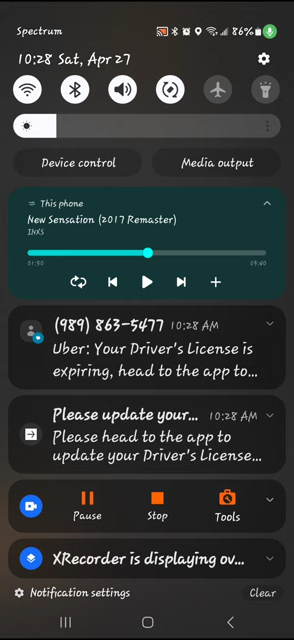 Spectrum
86%
10:28 Sat, Apr 27
Device control
Media output
This phone
New Sensation (2017 Remaster)
INXS
01:50
03:40
(989) 863-5477 10:28 AM
Uber: Your Driver's License is
expiring, head to the app to...
Please update your... 10:28 AM
Please head to the app to
update your Driver's License...
Pause
Stop
Tools
XRecorder is displaying ov...
Notification settings
Clear